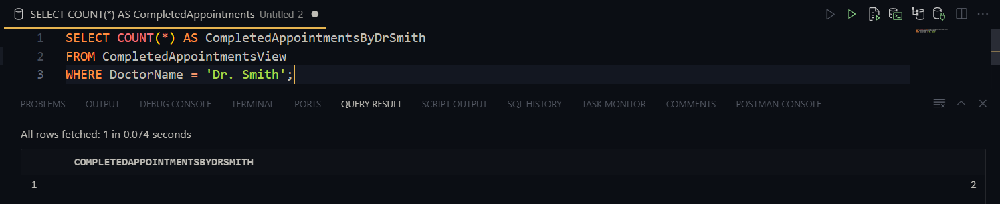 SELECT COUNT(*) AS CompletedAppointments Untitled-2
1 SELECT COUNT(*) AS CompletedAppointmentsByDrSmith
2 FROM CompletedAppointmentsView
3 WHERE DoctorName = 'Dr. Smith';
PROBLEMS OUTPUT DEBUG CONSOLE TERMINAL PORTS QUERY RESULT SCRIPT OUTPUT SQL HISTORY TASK MONITOR COMMENTS POSTMAN CONSOLE
All rows fetched: 1 in 0.074 seconds
COMPLETEDAPPOINTMENTSBYDRSMITH
1 2